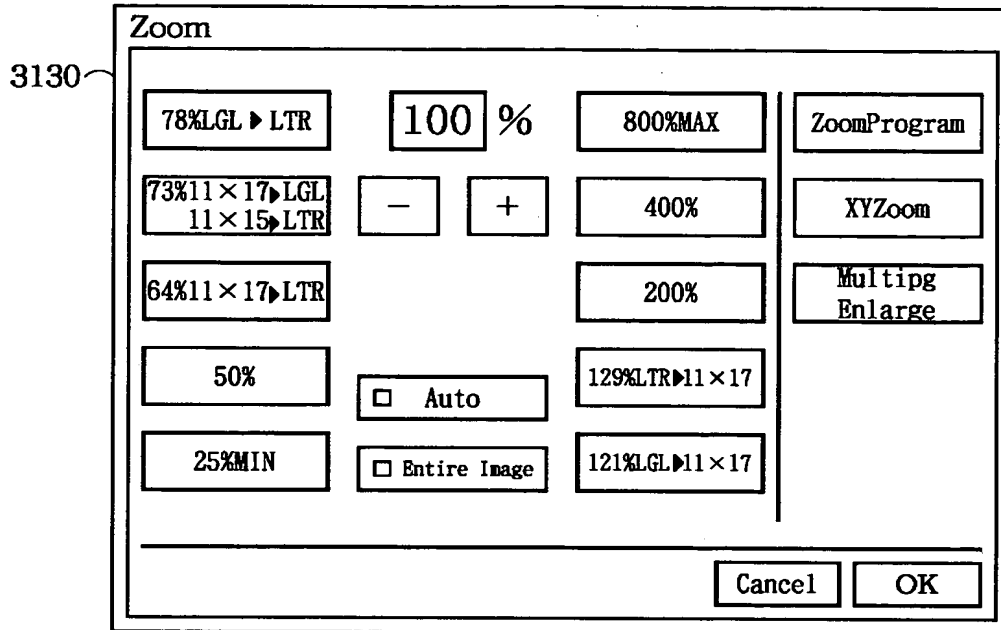 Zoom
3130
78%LGL▶LTR
100 %
800%MAX
ZoomProgram
73%11×17▶LGL
11×15▶LTR
−
+
400%
XYZoom
64%11×17▶LTR
200%
Multipg
Enlarge
50%
Auto
129%LTR▶11×17
25%MIN
Entire Image
121%LGL▶11×17
Cancel
OK